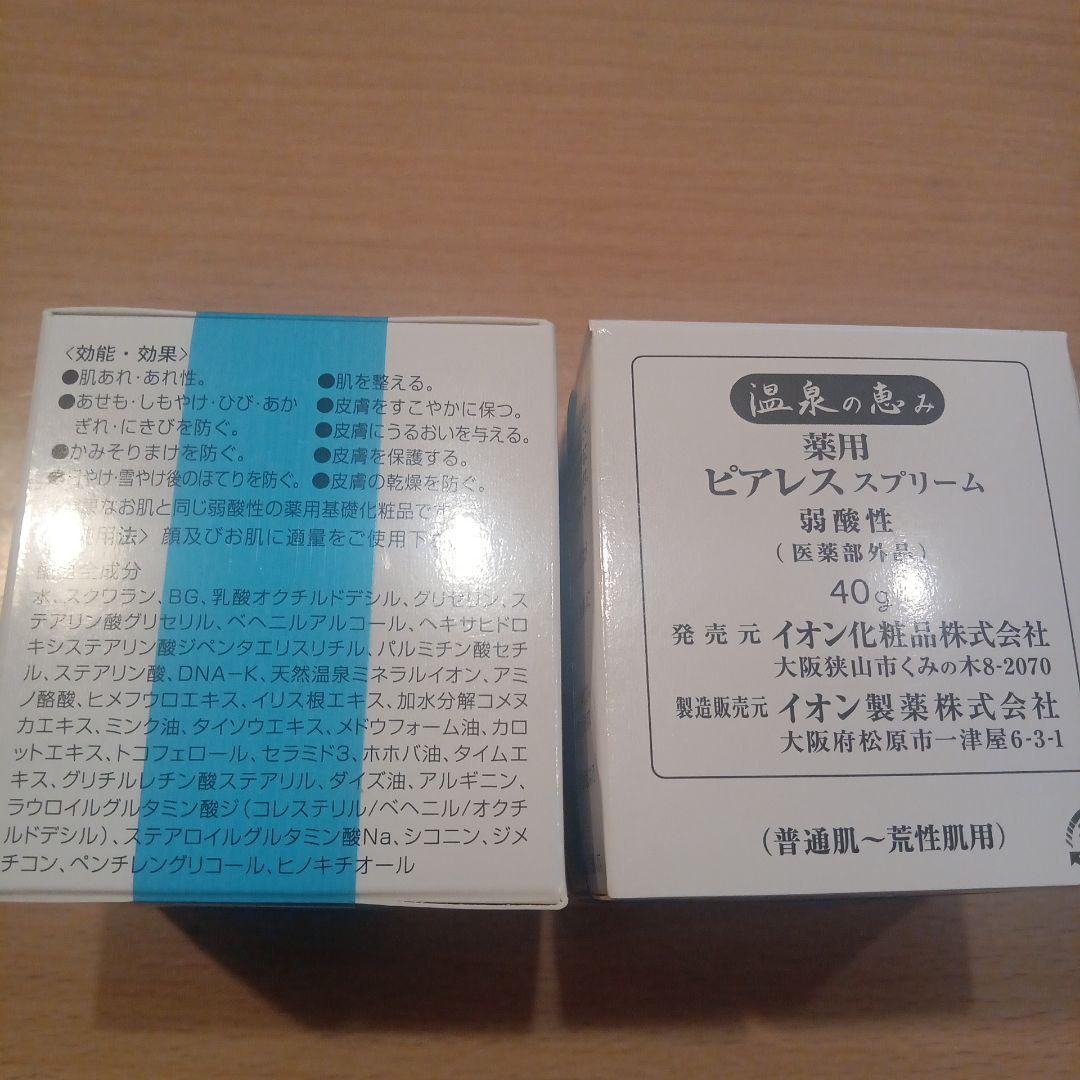 〈効能・効果〉
●肌あれ・あれ性。
●あせも・しもやけ・ひび・あか
ぎれ・にきびを防ぐ。
●かみそりまけを防ぐ。
やけ・雪やけ後のほてりを防ぐ。
●肌を整える。
●皮膚をすこやかに保つ。
●皮膚にうるおいを与える。
●皮膚を保護する。
●皮膚の乾燥を防ぐ。
なお肌と同じ弱酸性の薬用基礎化粧品です
用法〉顔及びお肌に適量をご使用下
全成分
水、スクワラン、BG、乳酸オクチルドデシル、グリセリン、ス
テアリン酸グリセリル、ベヘニルアルコール、ヘキサヒドロ
キシステアリン酸ジペンタエリスリチル、パルミチン酸セチ
ル、ステアリン酸、DNA-K、天然温泉ミネラルイオン、アミ
ノ酪酸、ヒメフウロエキス、イリス根エキス、加水分解コメヌ
カエキス、ミンク油、タイソウエキス、メドウフォーム油、カロ
ットエキス、トコフェロール、セラミド3、ホホバ油、タイムエ
キス、グリチルレチン酸ステアリル、ダイズ油、アルギニン、
ラウロイルグルタミン酸ジ(コレステリル/ベヘニル/オクチ
ルドデシル)、ステアロイルグルタミン酸Na、シコニン、ジメ
チコン、ペンチレングリコール、ヒノキチオール
温泉の恵み
薬用
ピアレス スプリーム
弱酸性
(医薬部外品)
40g
発売元 イオン化粧品株式会社
大阪狭山市くみの木8-2070
製造販売元 イオン製薬株式会社
大阪府松原市一津屋6-3-1
(普通肌〜荒性肌用)